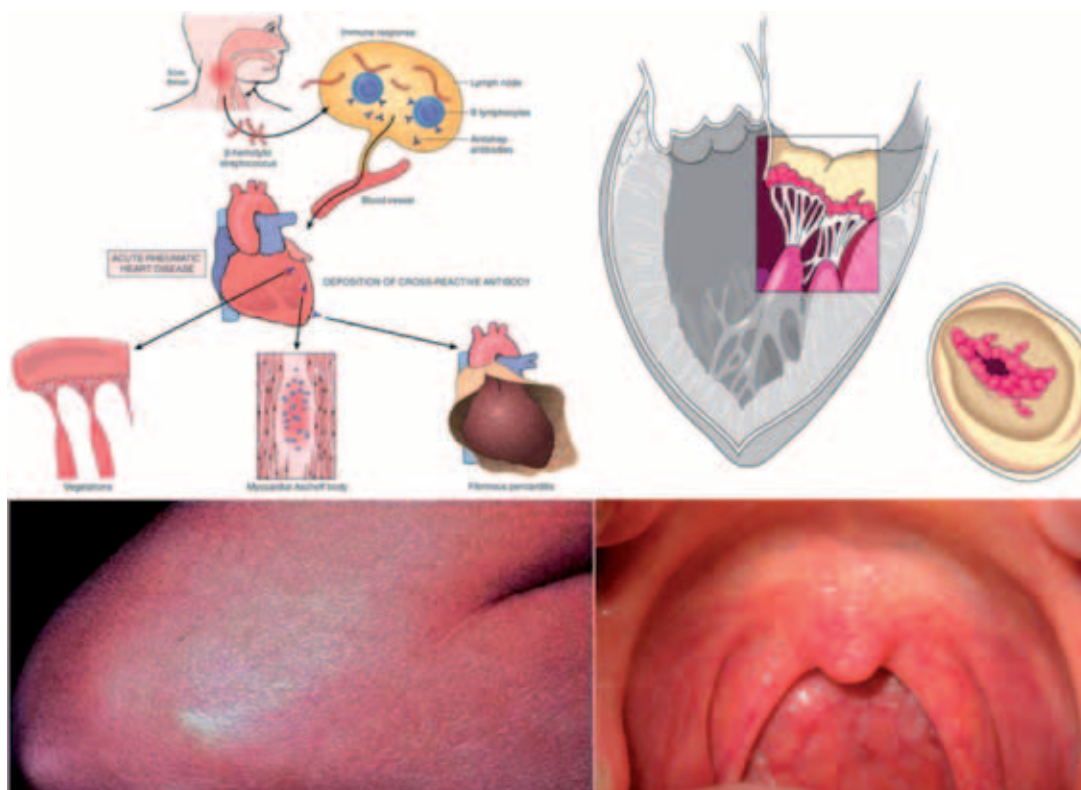 Immune response
Sore
throat
Lymph node
B lymphocytes
Antistrep
antibodies
β-hemolytic
streptococcus
Blood vessel
ACUTE RHEUMATIC
HEART DISEASE
DEPOSITION OF CROSS-REACTIVE ANTIBODY
Vegetations
Myocardial Aschoff body
Fibrinous pericarditis